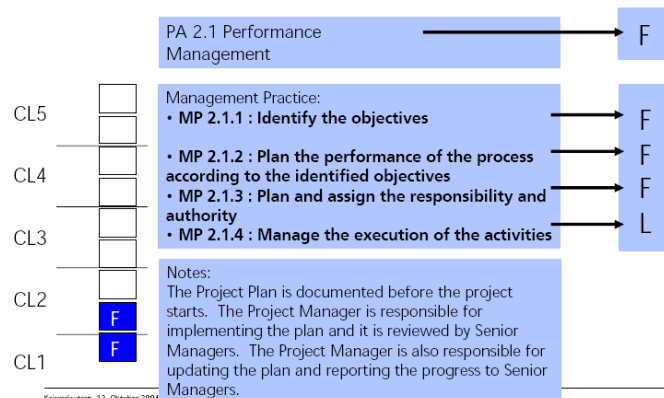 PA 2.1 Performance
Management
F
Management Practice:
• MP 2.1.1 : Identify the objectives
F
• MP 2.1.2 : Plan the performance of the process
according to the identified objectives
F
• MP 2.1.3 : Plan and assign the responsibility and
authority
F
• MP 2.1.4 : Manage the execution of the activities
L
CL5
CL4
CL3
CL2
F
F
CL1
Notes:
The Project Plan is documented before the project
starts. The Project Manager is responsible for
implementing the plan and it is reviewed by Senior
Managers. The Project Manager is also responsible for
updating the plan and reporting the progress to Senior
Managers.
Kaiserslautern, 13. Oktober 2004